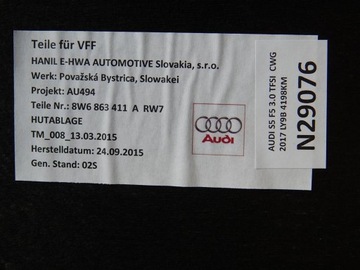 Teile für VFF
HANIL E-HWA AUTOMOTIVE Slovakia, s.r.o.
Werk: Považská Bystrica, Slowakei
Projekt: AU494
Teile Nr.: 8W6 863 411 A RW7
HUTABLAGE
TM_008_13.03.2015
Herstelldatum: 24.09.2015
Gen. Stand: 02S
Audi
AUDI S5 F5 3.0 TFSI CWG
2017 LY9B 4198KM
N29076